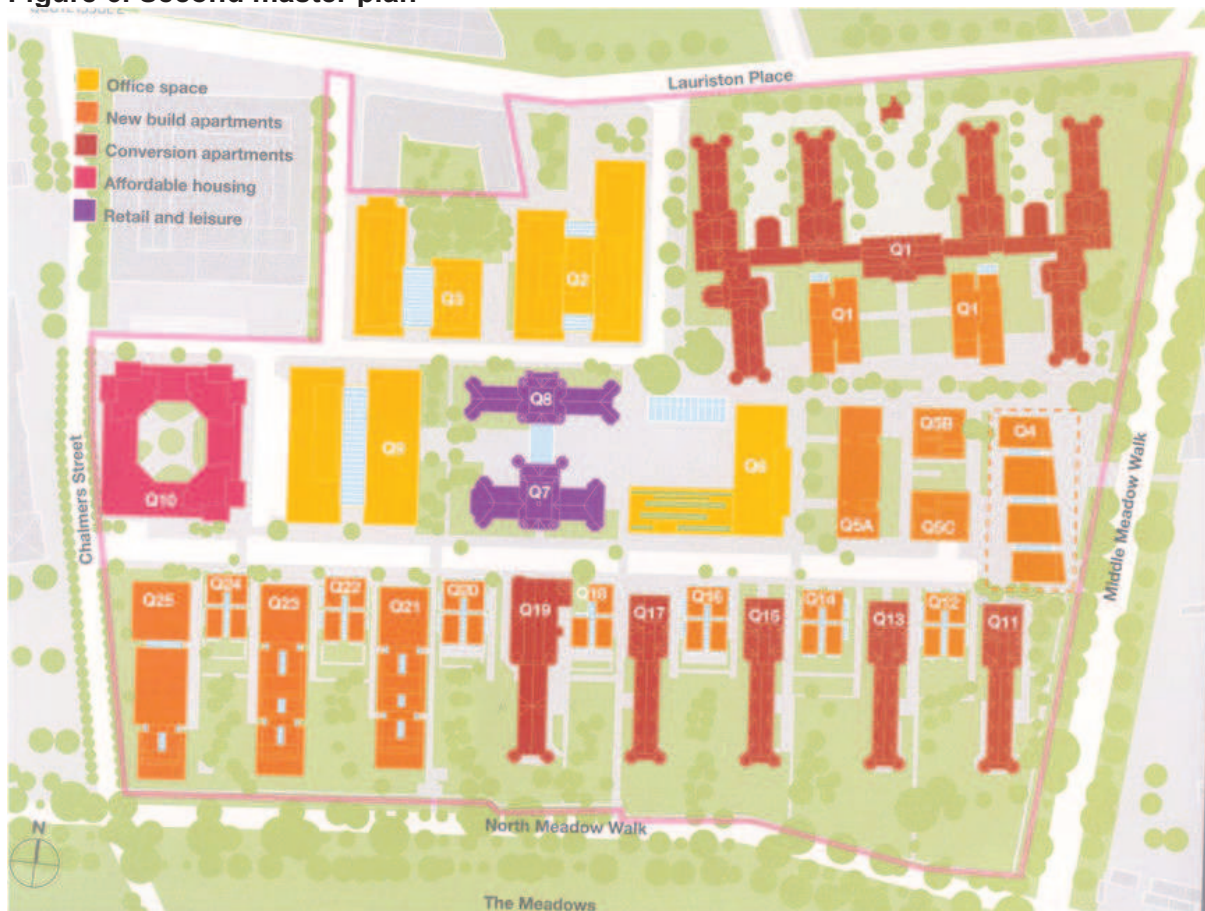 Figure 6: Second master plan
Lauriston Place
Office space
New build apartments
Conversion apartments
Affordable housing
Retail and leisure
Q1
Q2
Q3
Q1
Q1
Q8
Q9
Q7
Q6
Q10
Q5B
Q4
Q5A
Q5C
Chalmers Street
Middle Meadow Walk
Q25
Q24
Q23
Q22
Q21
Q20
Q19
Q18
Q17
Q16
Q15
Q14
Q13
Q12
Q11
North Meadow Walk
N
The Meadows